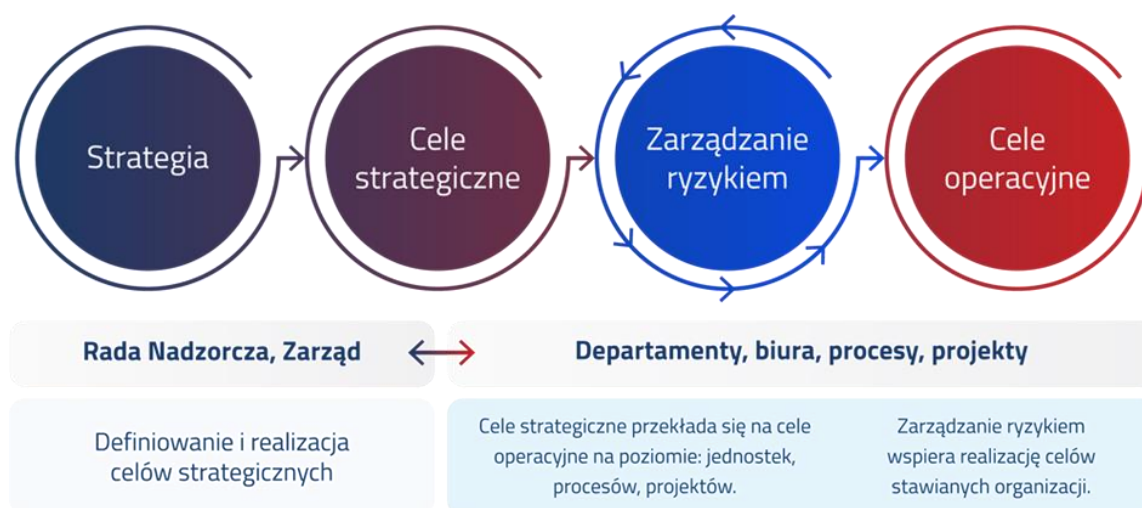 Strategia
Cele
strategiczne
Zarządzanie
ryzykiem
Cele
operacyjne
Rada Nadzorcza, Zarząd
Departamenty, biura, procesy, projekty
Definiowanie i realizacja
celów strategicznych
Cele strategiczne przekłada się na cele
operacyjne na poziomie: jednostek,
procesów, projektów.
Zarządzanie ryzykiem
wspiera realizację celów
stawianych organizacji.